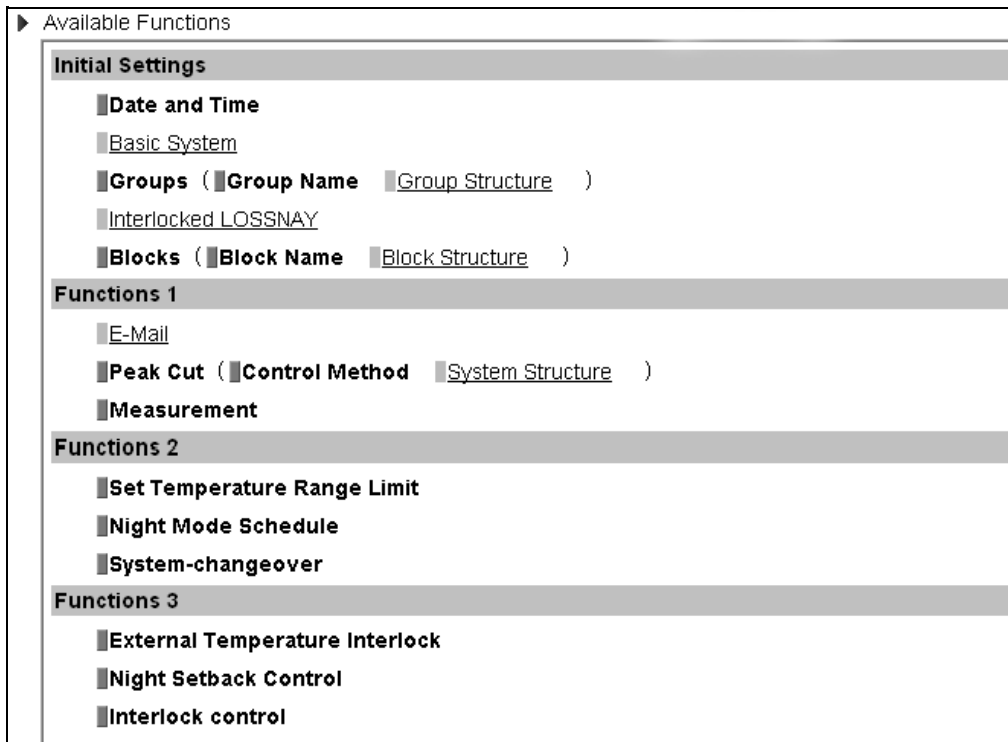 Available Functions
Initial Settings
Date and Time
Basic System
Groups ( Group Name Group Structure )
Interlocked LOSSNAY
Blocks ( Block Name Block Structure )
Functions 1
E-Mail
Peak Cut ( Control Method System Structure )
Measurement
Functions 2
Set Temperature Range Limit
Night Mode Schedule
System-changeover
Functions 3
External Temperature Interlock
Night Setback Control
Interlock control